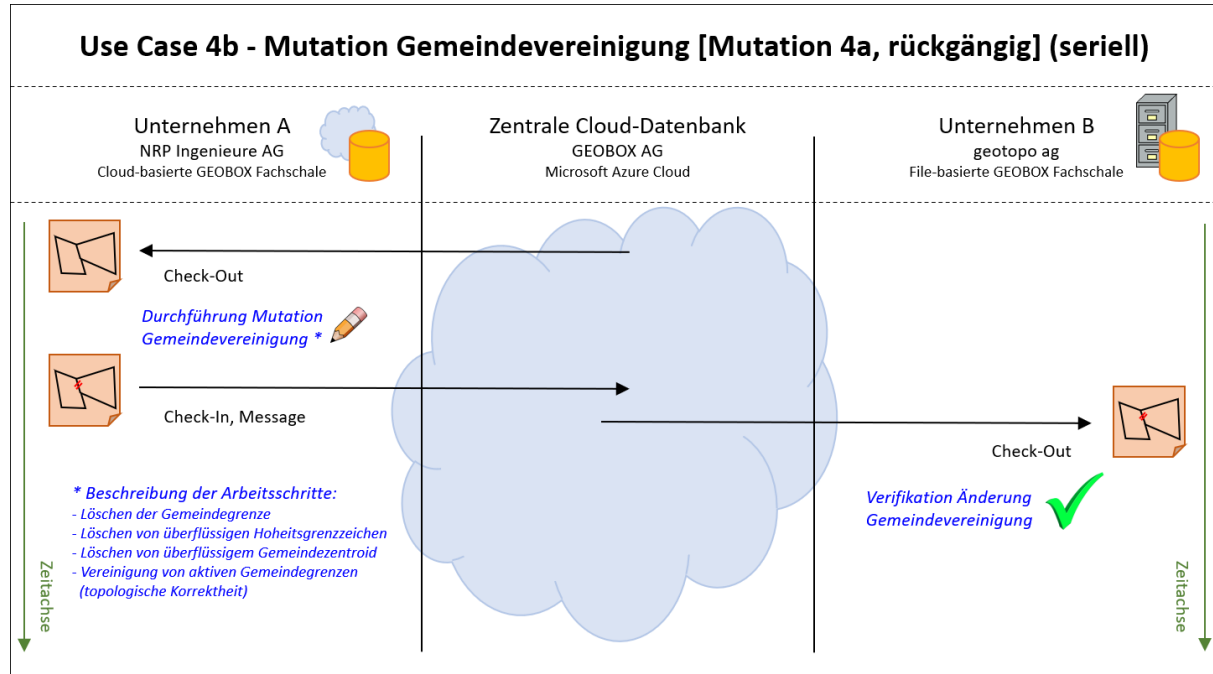 Use Case 4b - Mutation Gemeindevereinigung [Mutation 4a, rückgängig] (seriell)
Unternehmen A
NRP Ingenieure AG
Cloud-basierte GEOBOX Fachschale
Zentrale Cloud-Datenbank
GEOBOX AG
Microsoft Azure Cloud
Unternehmen B
geotopo ag
File-basierte GEOBOX Fachschale
Check-Out
Durchführung Mutation
Gemeindevereinigung *
Check-In, Message
Check-Out
* Beschreibung der Arbeitsschritte:
- Löschen der Gemeindegrenze
- Löschen von überflüssigen Hoheitsgrenzzeichen
- Löschen von überflüssigem Gemeindezentroid
- Vereinigung von aktiven Gemeindegrenzen
(topologische Korrektheit)
Verifikation Änderung
Gemeindevereinigung
Zeitachse
Zeitachse